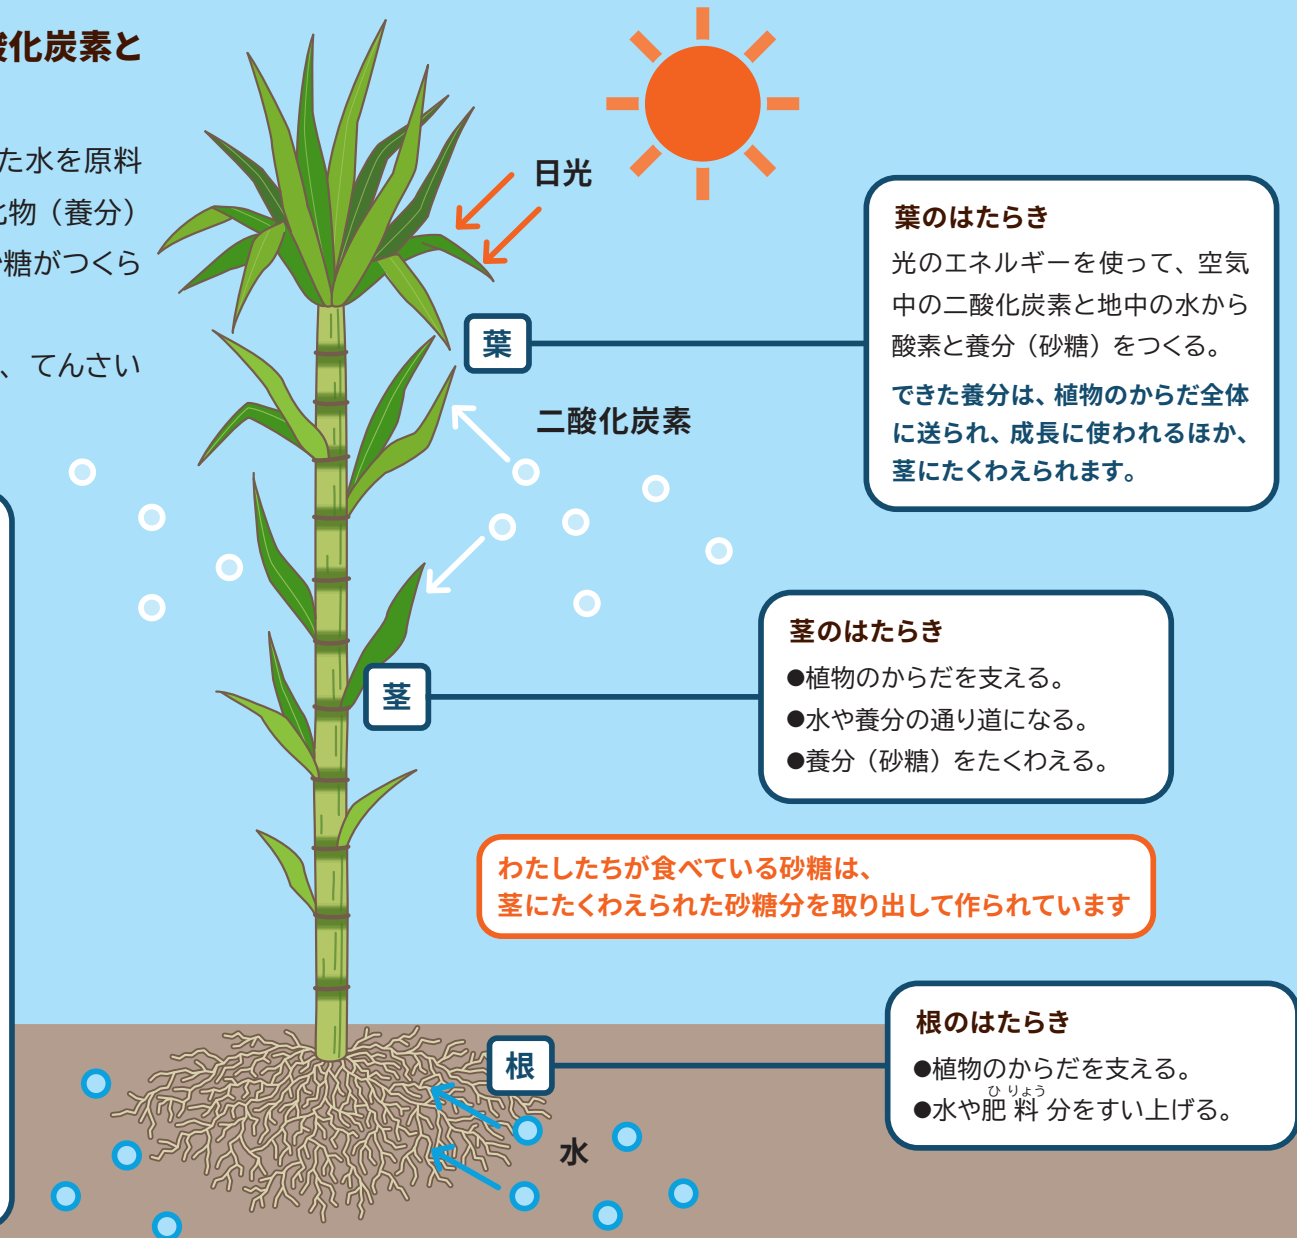 化炭素と
た水を原料
物（養分）
糖がつくら
、てんさい
日光
葉のはたらき
光のエネルギーを使って、空気
中の二酸化炭素と地中の水から
酸素と養分（砂糖）をつくる。
できた養分は、植物のからだ全体
に送られ、成長に使われるほか、
茎にたくわえられます。
葉
二酸化炭素
茎のはたらき
●植物のからだを支える。
●水や養分の通り道になる。
●養分（砂糖）をたくわえる。
茎
わたしたちが食べている砂糖は、
茎にたくわえられた砂糖分を取り出して作られています
根のはたらき
●植物のからだを支える。
ひりょう
●水や肥料分をすい上げる。
根
水